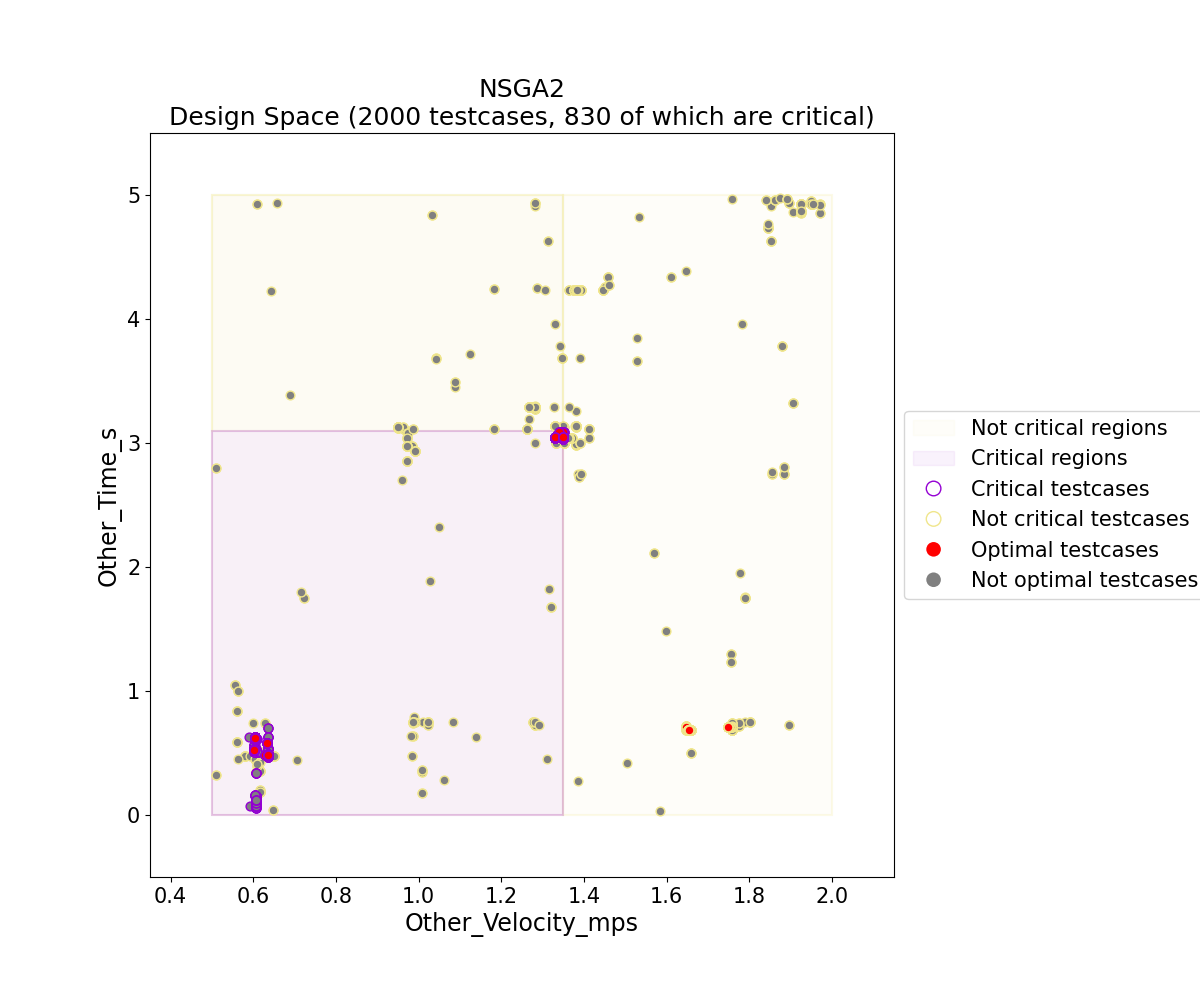 NSGA2
Design Space (2000 testcases, 830 of which are critical)
Other_Time_s
5
4
3
2
1
0
0.4 0.6 0.8 1.0 1.2 1.4 1.6 1.8 2.0
Other_Velocity_mps
Not critical regions
Critical regions
Critical testcases
Not critical testcases
Optimal testcases
Not optimal testcases